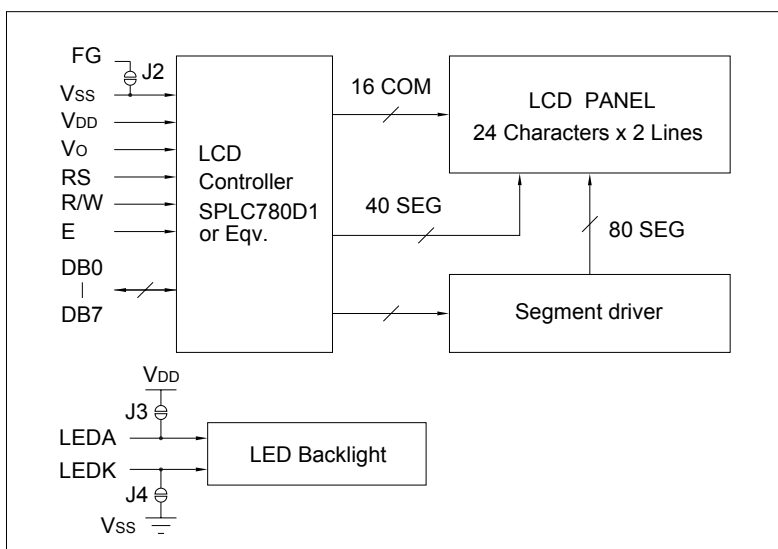 FG
J2
VSS
VDD
VO
RS
R/W
E
DB0
DB7
LCD
Controller
SPLC780D1
or Eqv.
16 COM
40 SEG
80 SEG
LCD PANEL
24 Characters x 2 Lines
Segment driver
VDD
J3
LEDA
LEDK
J4
VSS
LED Backlight